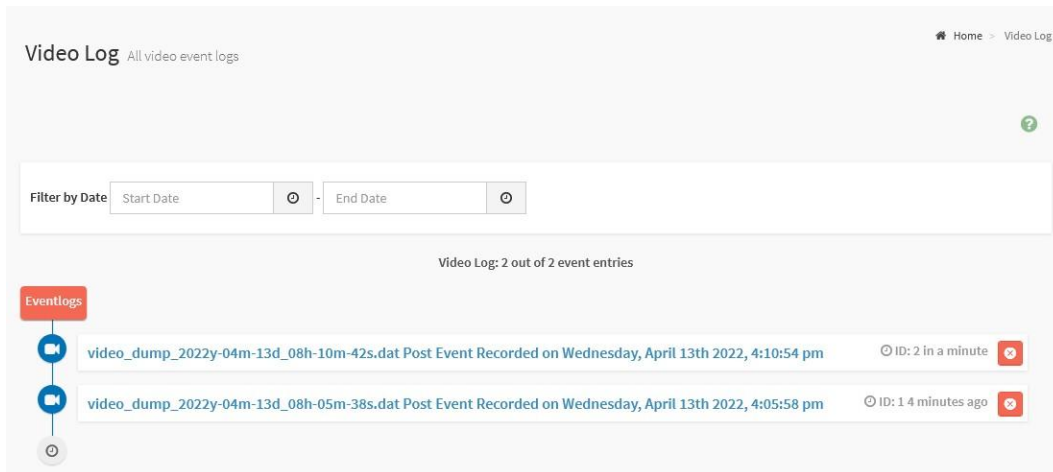 Video Log All video event logs
Home > Video Log
Filter by Date Start Date - End Date
Video Log: 2 out of 2 event entries
Eventlogs
video_dump_2022y-04m-13d_08h-10m-42s.dat Post Event Recorded on Wednesday, April 13th 2022, 4:10:54 pm ID: 2 in a minute
video_dump_2022y-04m-13d_08h-05m-38s.dat Post Event Recorded on Wednesday, April 13th 2022, 4:05:58 pm ID: 1 4 minutes ago